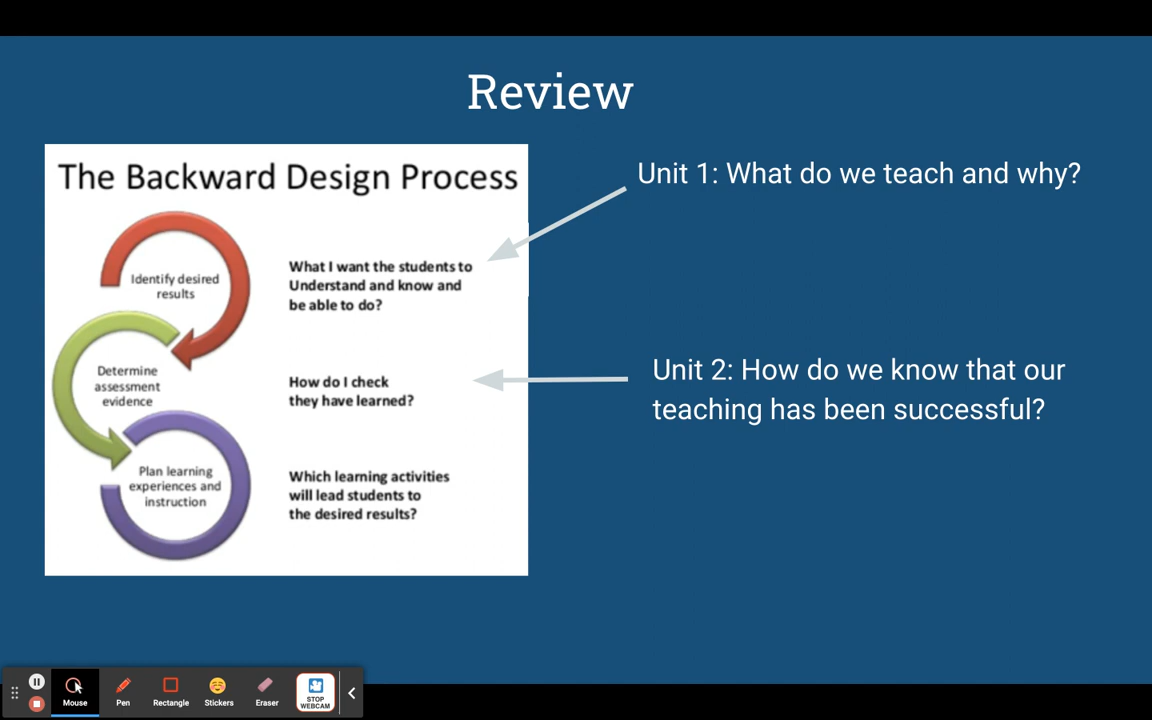 Review
The Backward Design Process
Identify desired
results
What I want the students to
Understand and know and
be able to do?
Determine
assessment
evidence
How do I check
they have learned?
Plan learning
experiences and
instruction
Which learning activities
will lead students to
the desired results?
Unit 1: What do we teach and why?
Unit 2: How do we know that our
teaching has been successful?
Mouse
Pen
Rectangle
Stickers
Eraser
STOP
WEBCAM